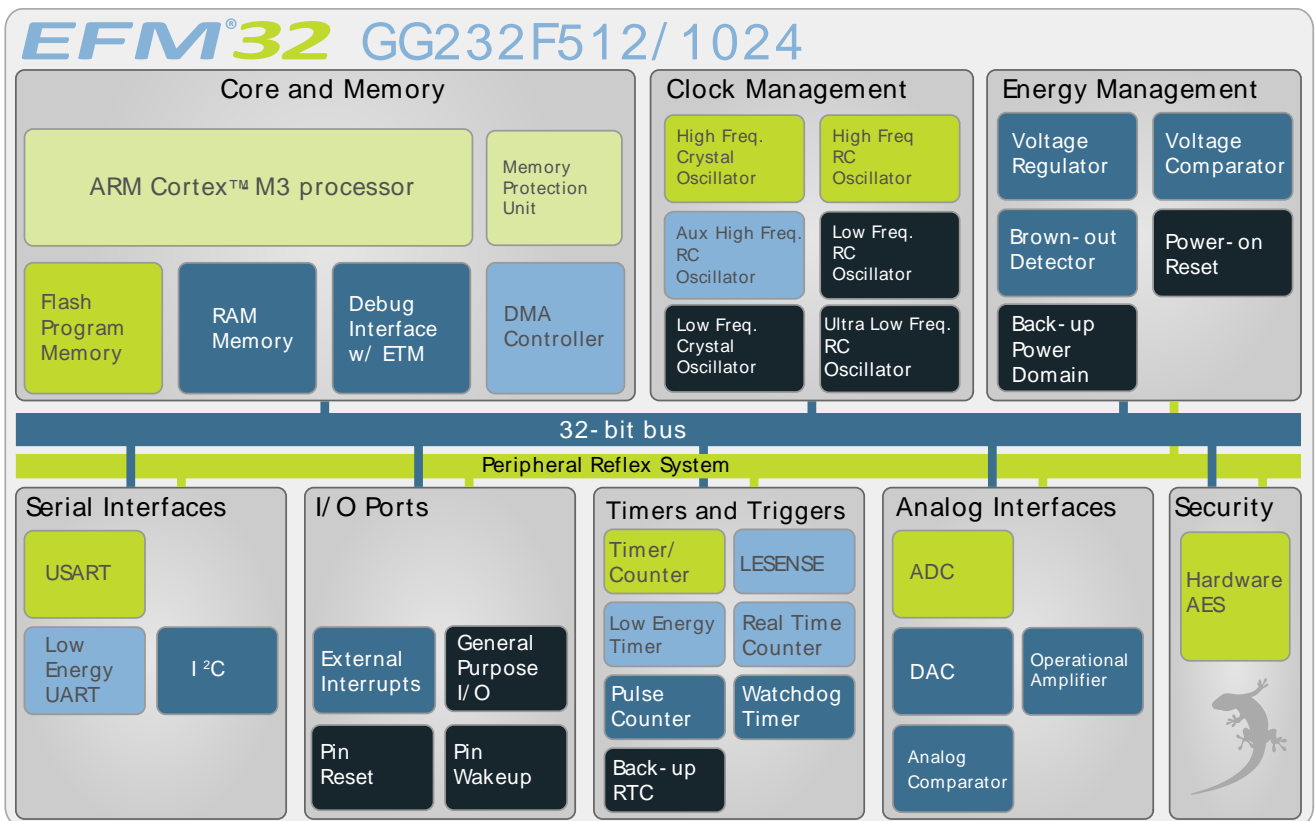 EFM®32 GG232F512/1024
Core and Memory
ARM Cortex™ M3 processor
Memory
Protection
Unit
Flash
Program
Memory
RAM
Memory
Debug
Interface
w/ ETM
DMA
Controller
Clock Management
High Freq.
Crystal
Oscillator
High Freq
RC
Oscillator
Aux High Freq.
RC
Oscillator
Low Freq.
RC
Oscillator
Low Freq.
Crystal
Oscillator
Ultra Low Freq.
RC
Oscillator
Energy Management
Voltage
Regulator
Voltage
Comparator
Brown-out
Detector
Power-on
Reset
Back-up
Power
Domain
32-bit bus
Peripheral Reflex System
Serial Interfaces
USART
Low
Energy
UART
I²C
I/O Ports
External
Interrupts
General
Purpose
I/O
Pin
Reset
Pin
Wakeup
Timers and Triggers
Timer/
Counter
LESENSE
Low Energy
Timer
Real Time
Counter
Pulse
Counter
Watchdog
Timer
Back-up
RTC
Analog Interfaces
ADC
DAC
Operational
Amplifier
Analog
Comparator
Security
Hardware
AES